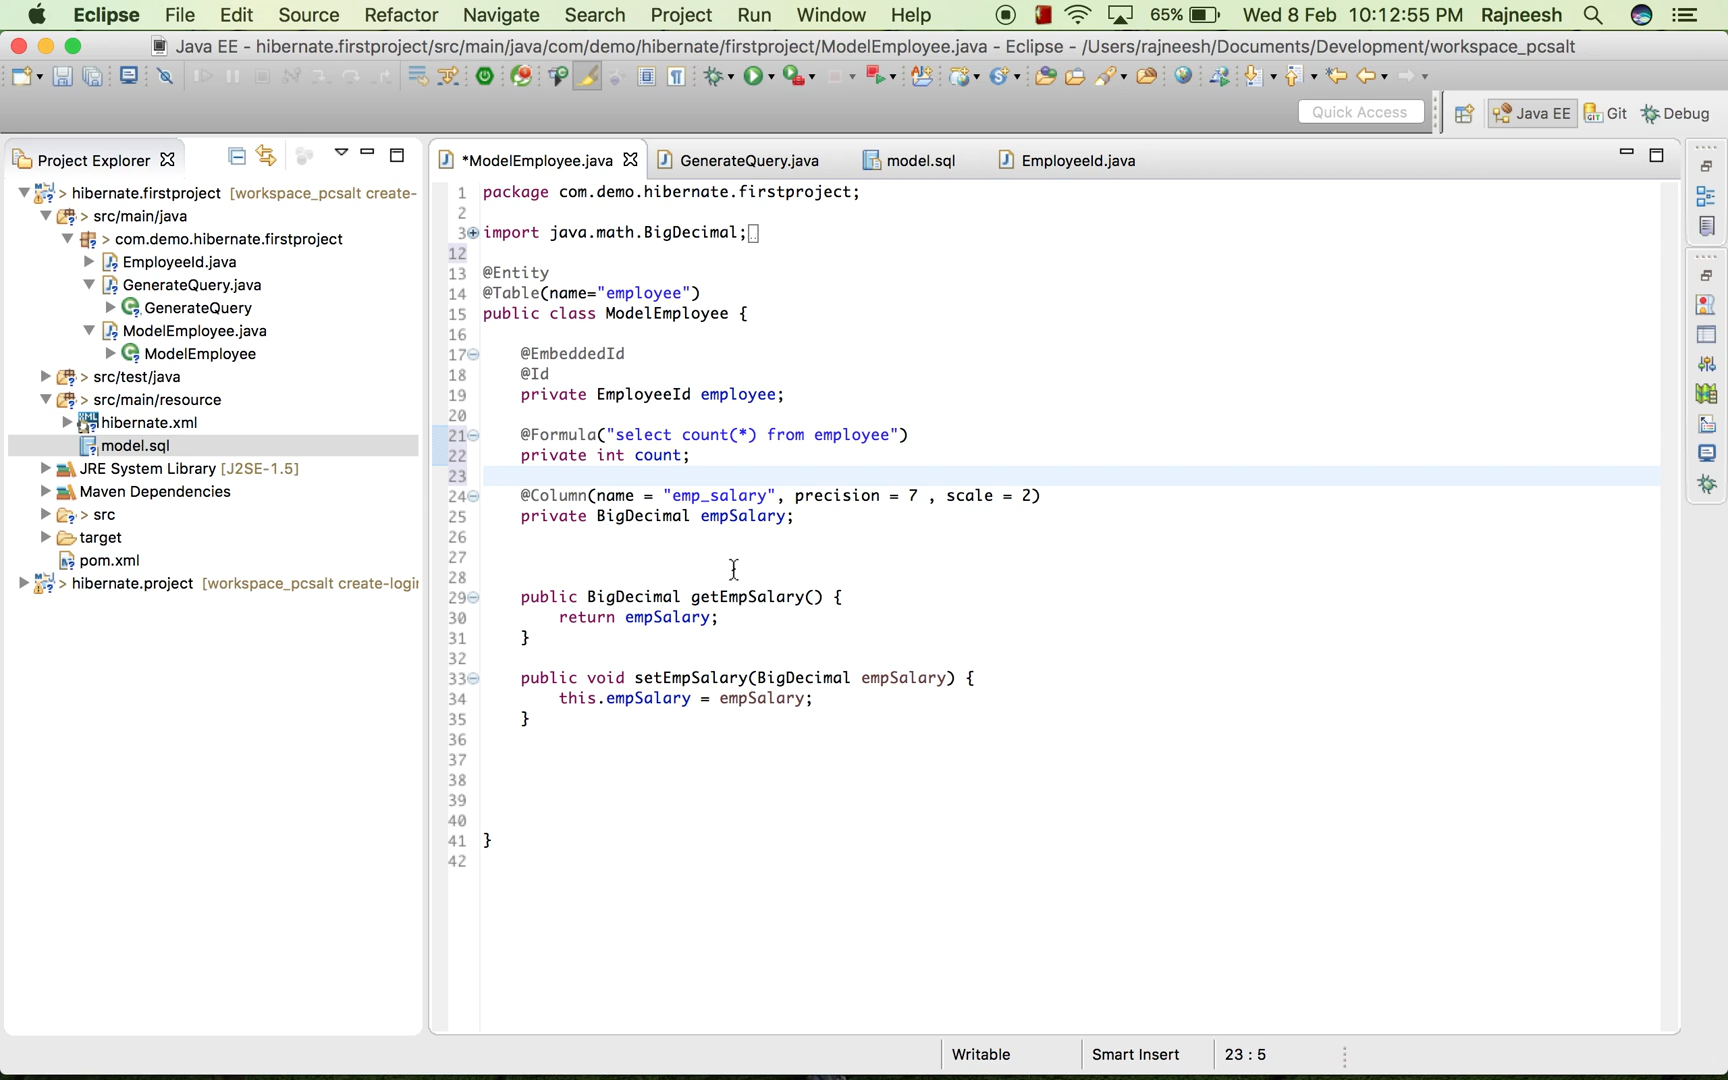 Eclipse File Edit Source Refactor Navigate Search Project Run Window Help 65% Wed 8 Feb 10:12:55 PM Rajneesh
Java EE - hibernate.firstproject/src/main/java/com/demo/hibernate/firstproject/ModelEmployee.java - Eclipse - /Users/rajneesh/Documents/Development/workspace_pcsalt
Quick Access Java EE Git Debug
Project Explorer
> hibernate.firstproject [workspace_pcsalt create-
> src/main/java
> com.demo.hibernate.firstproject
EmployeeId.java
GenerateQuery.java
GenerateQuery
ModelEmployee.java
ModelEmployee
> src/test/java
> src/main/resource
hibernate.xml
model.sql
JRE System Library [J2SE-1.5]
Maven Dependencies
> src
target
pom.xml
> hibernate.project [workspace_pcsalt create-login
*ModelEmployee.java GenerateQuery.java model.sql EmployeeId.java
1 package com.demo.hibernate.firstproject;
2
3 import java.math.BigDecimal;
12
13 @Entity
14 @Table(name="employee")
15 public class ModelEmployee {
16
17 @EmbeddedId
18 @Id
19 private EmployeeId employee;
20
21 @Formula("select count(*) from employee")
22 private int count;
23
24 @Column(name = "emp_salary", precision = 7 , scale = 2)
25 private BigDecimal empSalary;
26
27
28
29 public BigDecimal getEmpSalary() {
30 return empSalary;
31 }
32
33 public void setEmpSalary(BigDecimal empSalary) {
34 this.empSalary = empSalary;
35 }
36
37
38
39
40
41 }
42
Writable Smart Insert 23 : 5